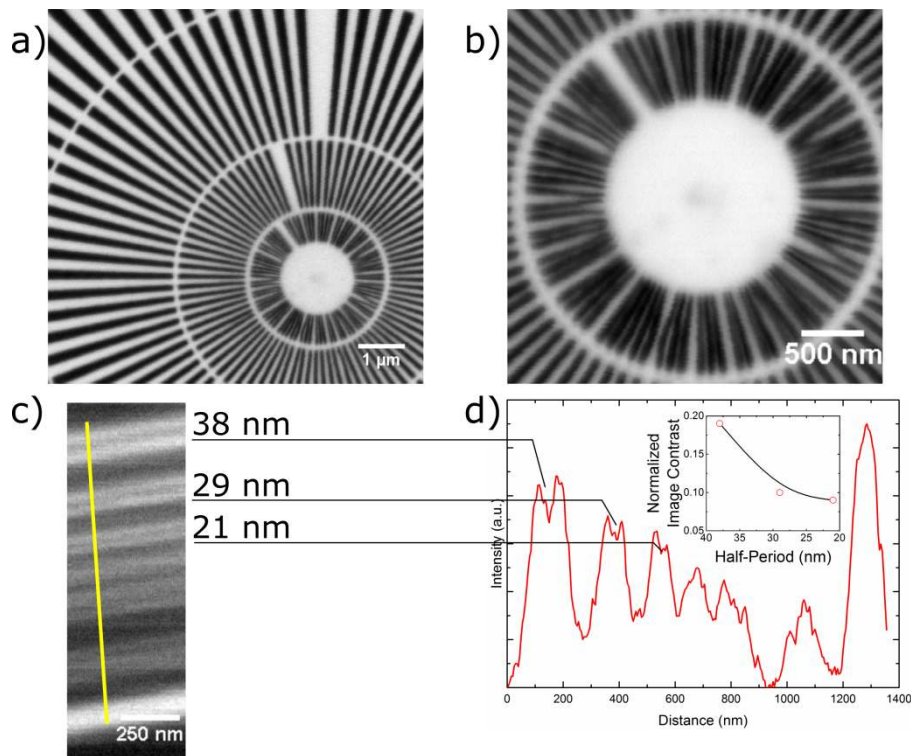 a)
1 µm
b)
500 nm
c)
38 nm
29 nm
21 nm
250 nm
d)
Intensity (a.u.)
0 200 400 600 800 1000 1200 1400
Distance (nm)
Normalized
Image Contrast
0.20
0.15
0.10
0.05
40 35 30 25 20
Half-Period (nm)